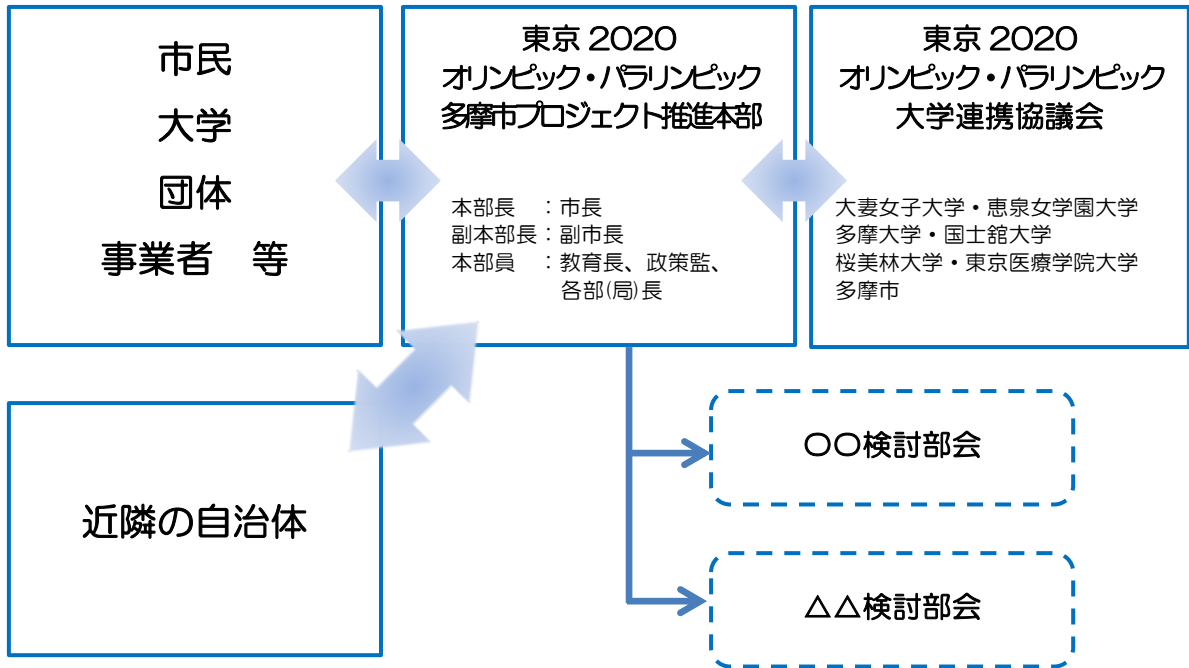 市民
大学
団体
事業者　等
東京 2020
オリンピック・パラリンピック
多摩市プロジェクト推進本部
本部長　：市長
副本部長：副市長
本部員　：教育長、政策監、
各部(局)長
東京 2020
オリンピック・パラリンピック
大学連携協議会
大妻女子大学・恵泉女学園大学
多摩大学・国士舘大学
桜美林大学・東京医療学院大学
多摩市
近隣の自治体
〇〇検討部会
△△検討部会